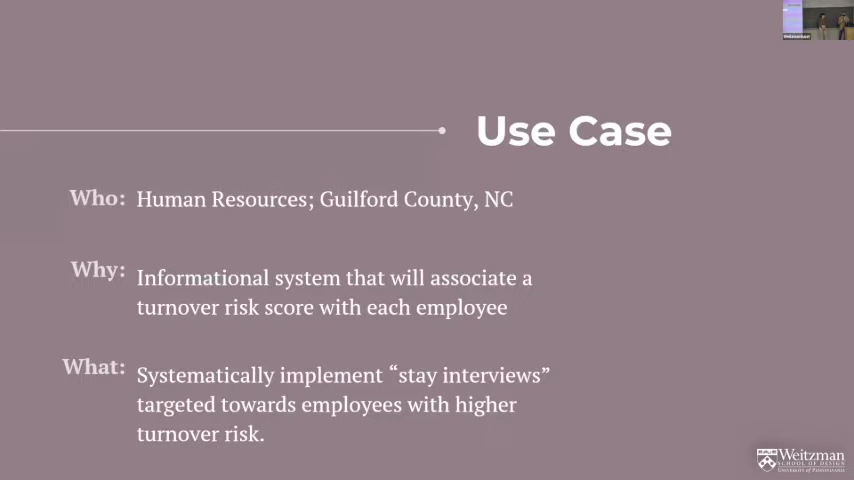 Use Case
Who: Human Resources; Guilford County, NC
Why: Informational system that will associate a
turnover risk score with each employee
What: Systematically implement “stay interviews”
targeted towards employees with higher
turnover risk.
Weitzman
SCHOOL OF DESIGN
UNIVERSITY of PENNSYLVANIA